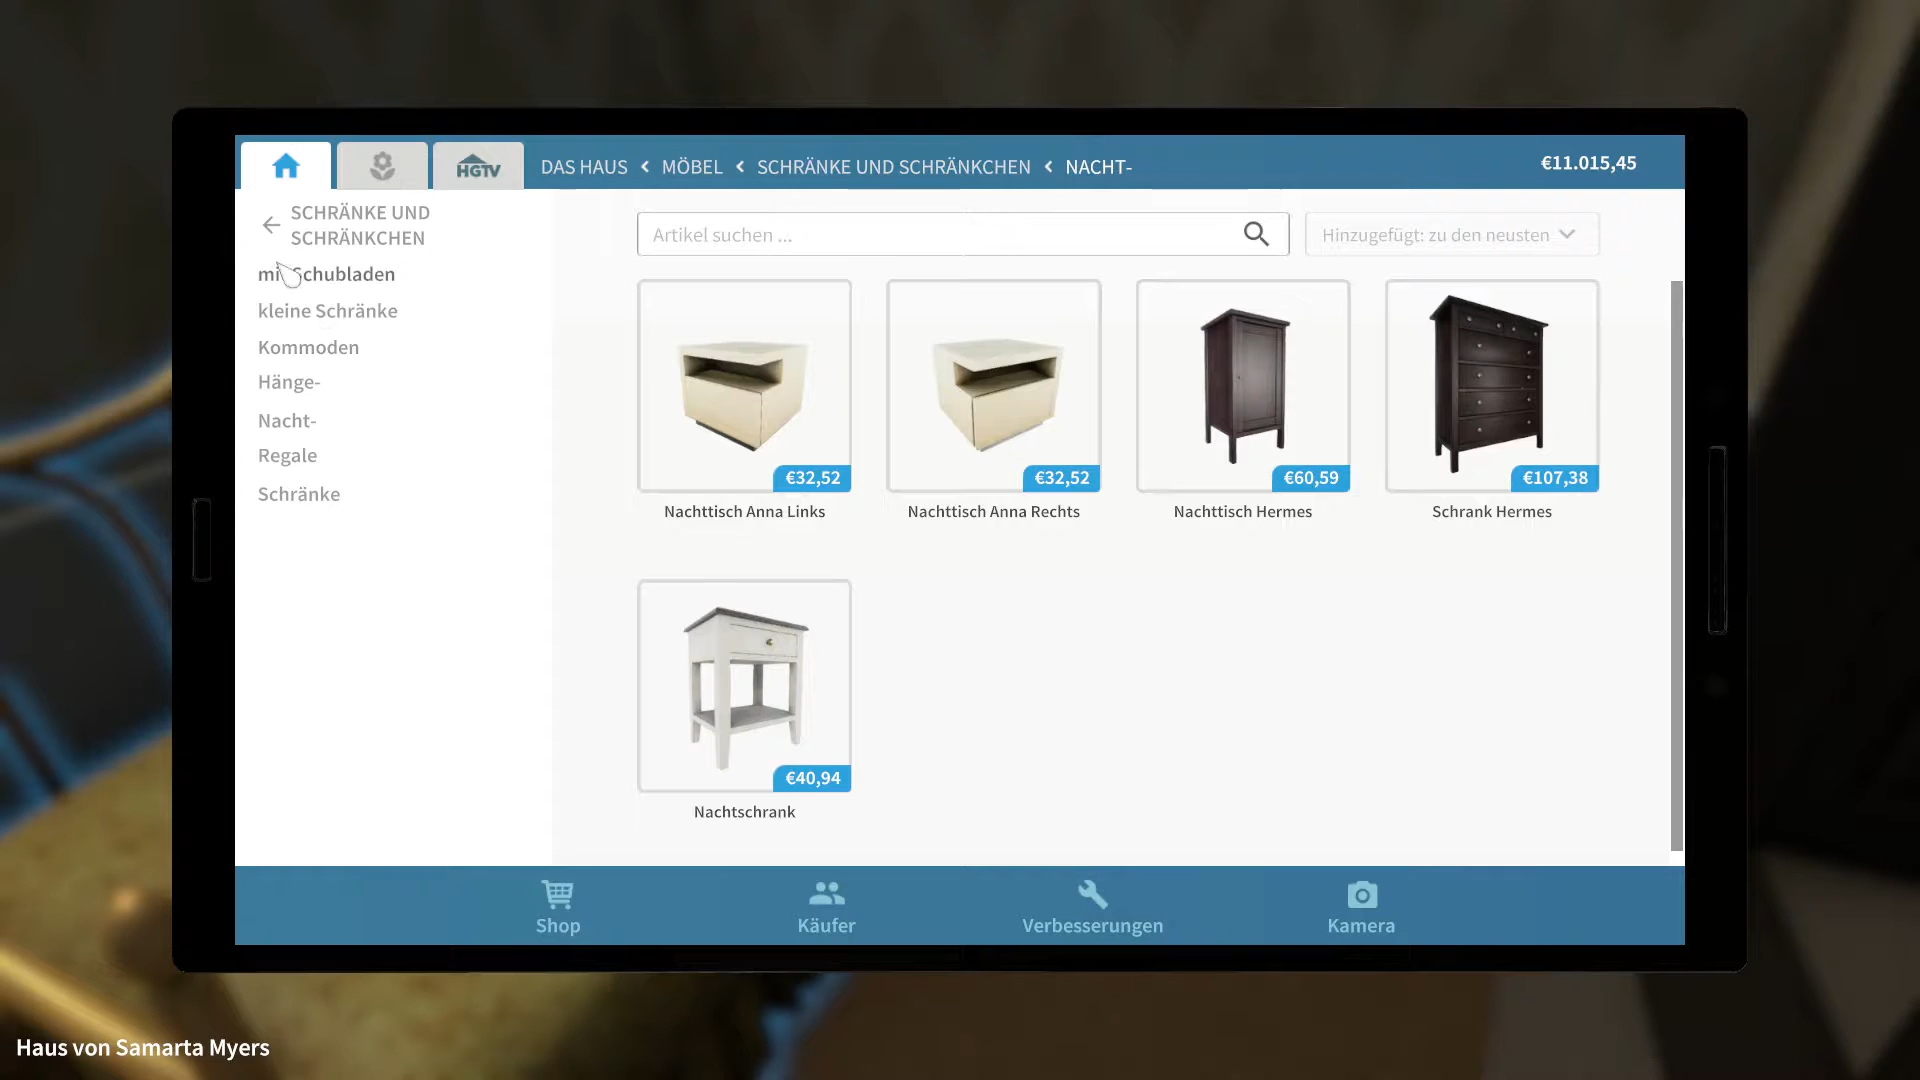 HGTV
DAS HAUS < MÖBEL < SCHRÄNKE UND SCHRÄNKCHEN < NACHT-
€11.015,45
SCHRÄNKE UND
SCHRÄNKCHEN
mit Schubladen
kleine Schränke
Kommoden
Hänge-
Nacht-
Regale
Schränke
Artikel suchen ...
Hinzugefügt: zu den neusten
€32,52
€32,52
€60,59
€107,38
Nachttisch Anna Links
Nachttisch Anna Rechts
Nachttisch Hermes
Schrank Hermes
€40,94
Nachtschrank
Shop
Käufer
Verbesserungen
Kamera
Haus von Samarta Myers